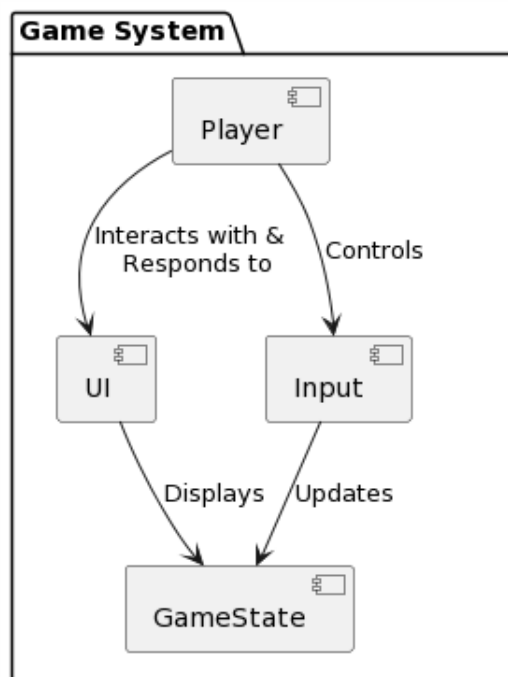 Game System
Player
Interacts with &
Responds to
Controls
UI
Input
Displays
Updates
GameState